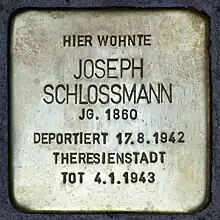 HIER WOHNTE
JOSEPH
SCHLOSSMANN
JG. 1860
DEPORTIERT 17.8.1942
THERESIENSTADT
TOT 4.1.1943